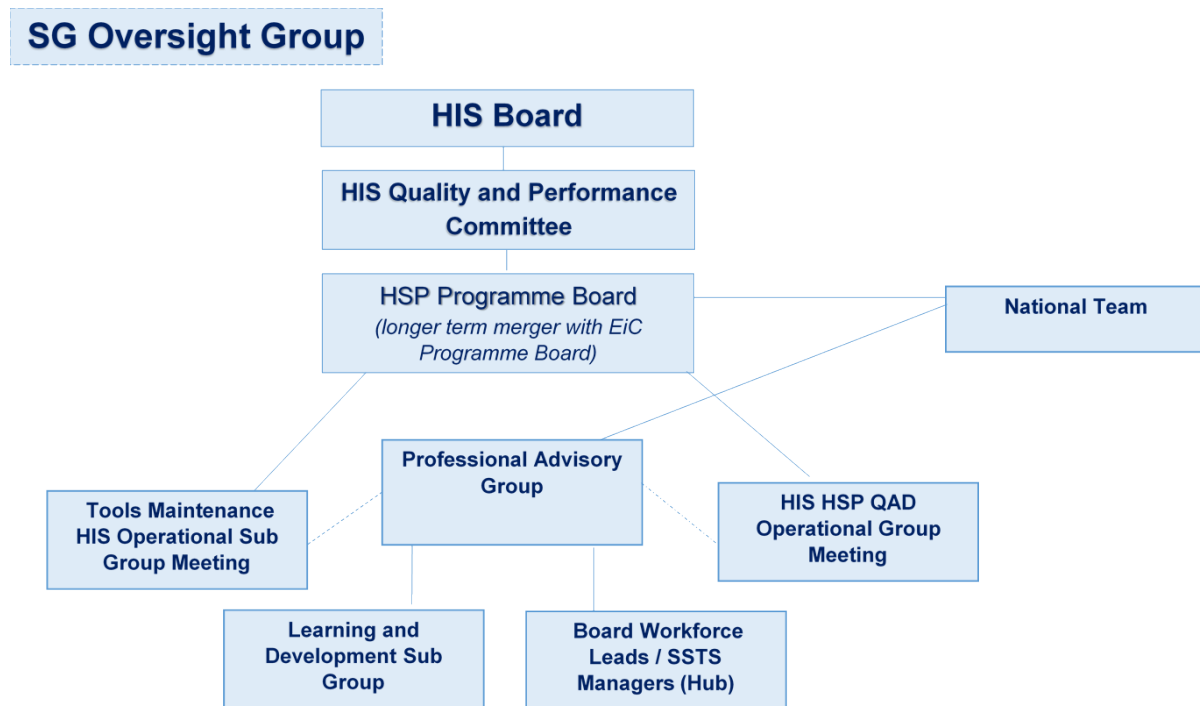 SG Oversight Group
HIS Board
HIS Quality and Performance
Committee
HSP Programme Board
(longer term merger with EiC
Programme Board)
National Team
Professional Advisory
Group
Tools Maintenance
HIS Operational Sub
Group Meeting
HIS HSP QAD
Operational Group
Meeting
Learning and
Development Sub
Group
Board Workforce
Leads / SSTS
Managers (Hub)